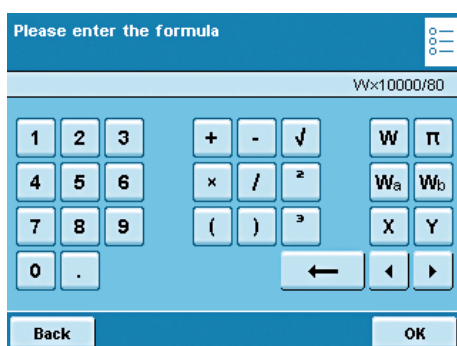 Please enter the formula
W×10000/80
1 2 3 + - √ W π
4 5 6 × / ² Wa Wb
7 8 9 ( ) ³ X Y
0 . ← ◂ ▸
Back OK